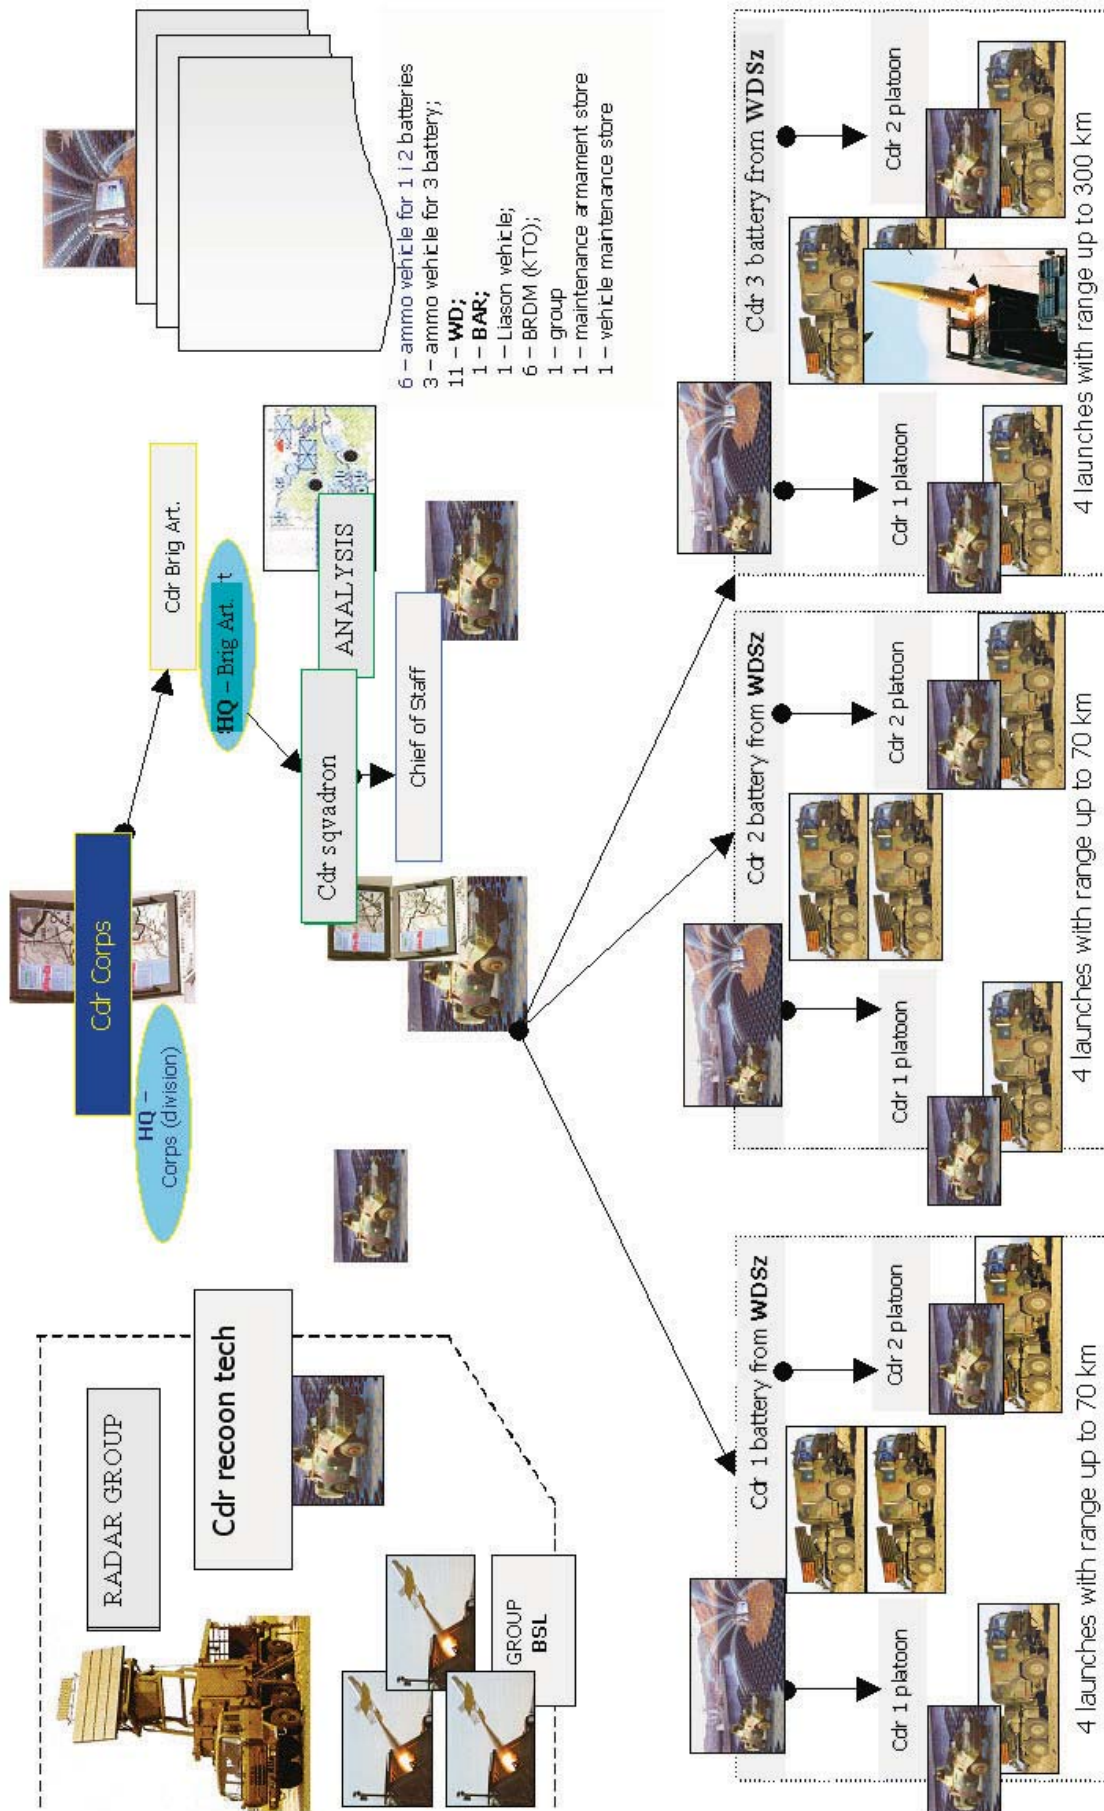 RADAR GROUP
Cdr recoon tech
GROUP
BSL
Cdr Corps
HQ –
Corps (division)
Cdr Brig Art.
HQ – Brig Art.
Cdr sqvadron
ANALYSIS
Chief of Staff
6 – ammo vehicle for 1 i 2 batteries
3 – ammo vehicle for 3 battery;
11 – WD;
1 – BAR;
1 – Liason vehicle;
6 – BRDM (KTO);
1 – group
1 – maintenance armament store
1 – vehicle maintenance store
Cdr 1 battery from WDSz
Cdr 1 platoon
Cdr 2 platoon
4 launches with range up to 70 km
Cdr 2 battery from WDSz
Cdr 1 platoon
Cdr 2 platoon
4 launches with range up to 70 km
Cdr 3 battery from WDSz
Cdr 1 platoon
Cdr 2 platoon
4 launches with range up to 300 km